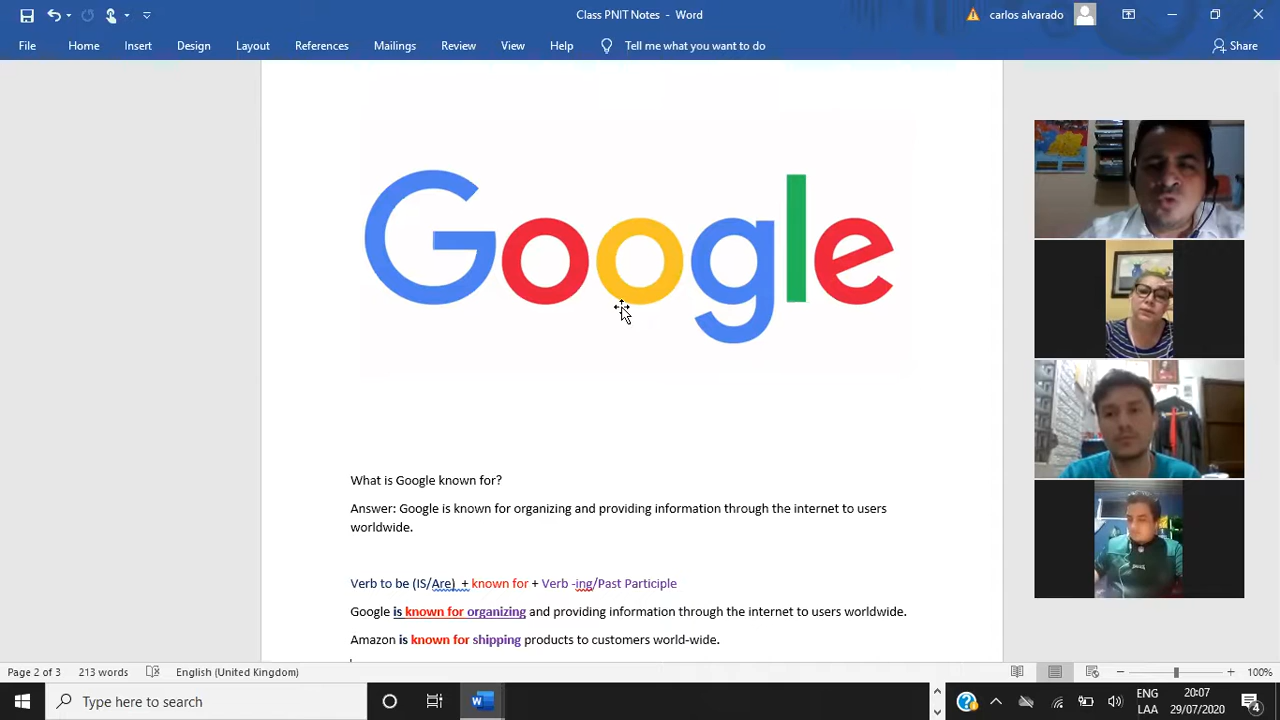 Class PNIT Notes - Word
carlos alvarado
File Home Insert Design Layout References Mailings Review View Help Tell me what you want to do Share
Google
What is Google known for?
Answer: Google is known for organizing and providing information through the internet to users
worldwide.
Verb to be (IS/Are) + known for + Verb -ing/Past Participle
Google is known for organizing and providing information through the internet to users worldwide.
Amazon is known for shipping products to customers world-wide.
Page 2 of 3 213 words English (United Kingdom) 100%
Type here to search
ENG 20:07
LAA 29/07/2020
4